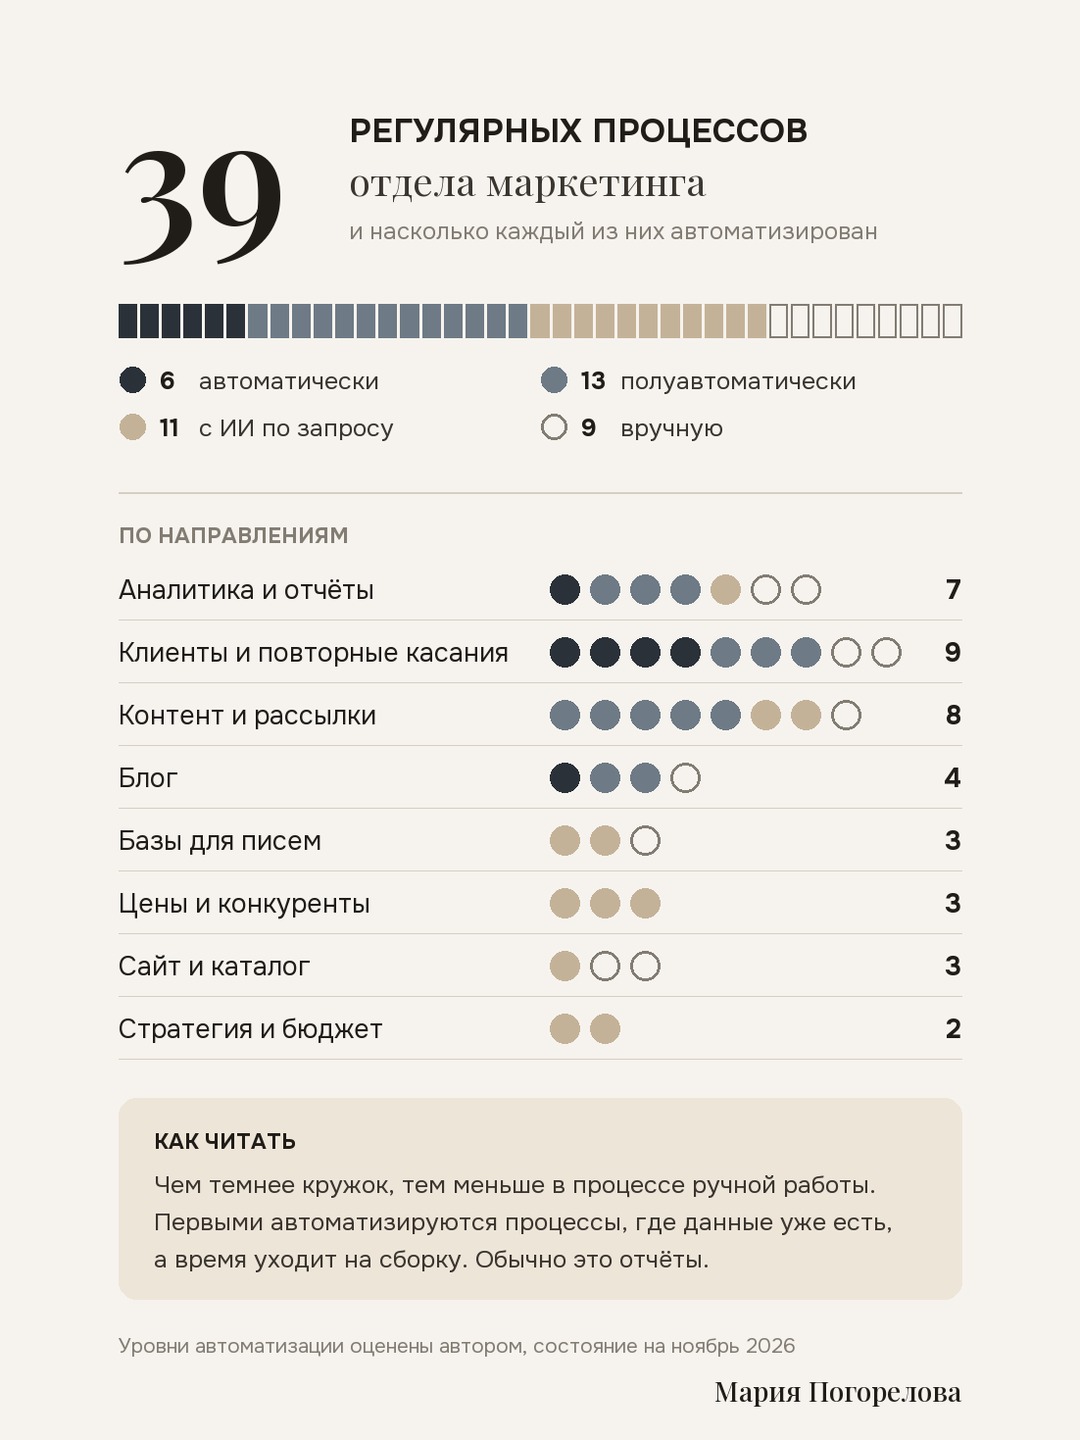 39
РЕГУЛЯРНЫХ ПРОЦЕССОВ
отдела маркетинга
и насколько каждый из них автоматизирован
6 автоматически
13 полуавтоматически
11 с ИИ по запросу
9 вручную
ПО НАПРАВЛЕНИЯМ
Аналитика и отчёты 7
Клиенты и повторные касания 9
Контент и рассылки 8
Блог 4
Базы для писем 3
Цены и конкуренты 3
Сайт и каталог 3
Стратегия и бюджет 2
КАК ЧИТАТЬ
Чем темнее кружок, тем меньше в процессе ручной работы.
Первыми автоматизируются процессы, где данные уже есть,
а время уходит на сборку. Обычно это отчёты.
Уровни автоматизации оценены автором, состояние на ноябрь 2026
Мария Погорелова